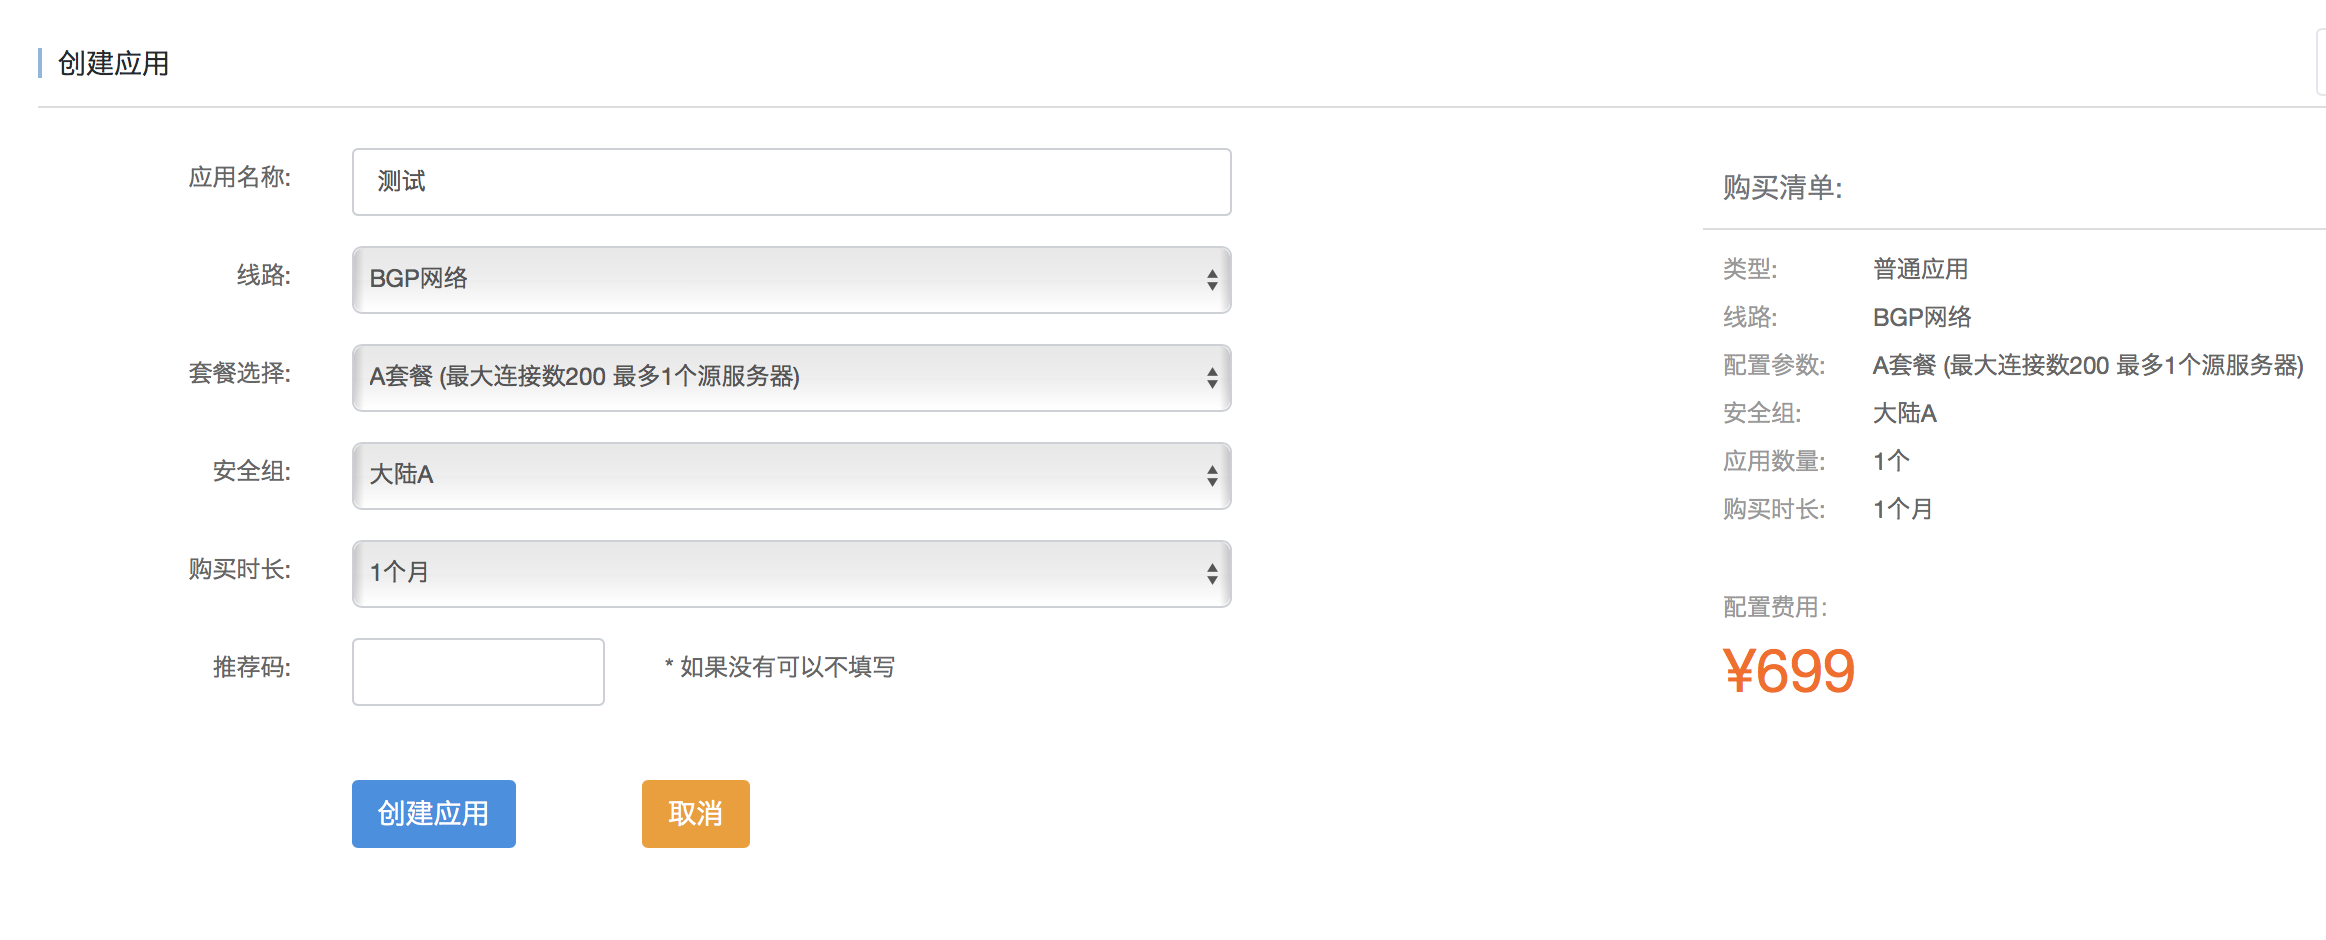 创建应用
应用名称: 测试
线路: BGP网络
套餐选择: A套餐 (最大连接数200 最多1个源服务器)
安全组: 大陆A
购买时长: 1个月
推荐码: * 如果没有可以不填写
创建应用 取消
购买清单:
类型: 普通应用
线路: BGP网络
配置参数: A套餐 (最大连接数200 最多1个源服务器)
安全组: 大陆A
应用数量: 1个
购买时长: 1个月
配置费用:
¥699